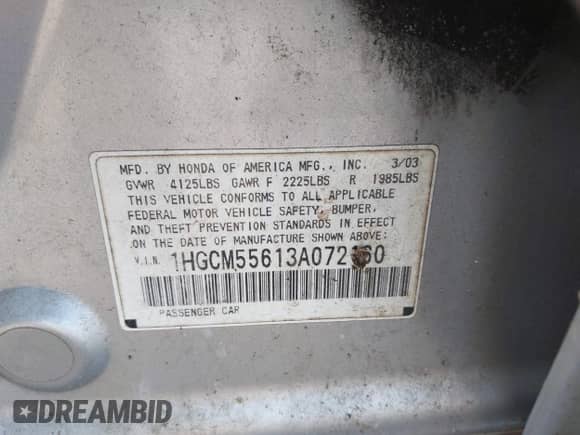 MFD. BY HONDA OF AMERICA MFG., INC. 3/03
GVWR 4125LBS GAWR F 2225LBS R 1985LBS
THIS VEHICLE CONFORMS TO ALL APPLICABLE
FEDERAL MOTOR VEHICLE SAFETY, BUMPER,
AND THEFT PREVENTION STANDARDS IN EFFECT
ON THE DATE OF MANUFACTURE SHOWN ABOVE:
V.I.N.
PASSENGER CAR
DREAMBID